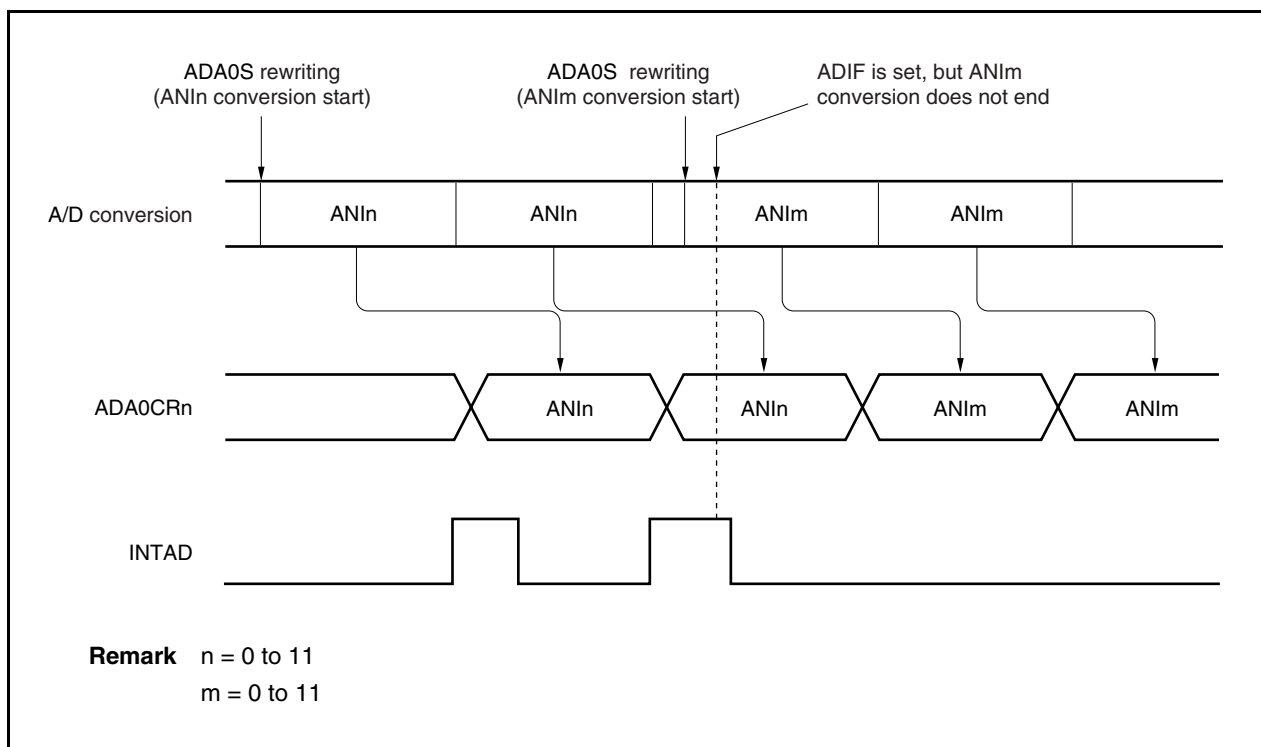 ADA0S rewriting
(ANIn conversion start)
ADA0S rewriting
(ANIm conversion start)
ADIF is set, but ANIm
conversion does not end
A/D conversion
ANIn
ANIn
ANIm
ANIm
ADA0CRn
ANIn
ANIn
ANIm
ANIm
INTAD
Remark n = 0 to 11
m = 0 to 11